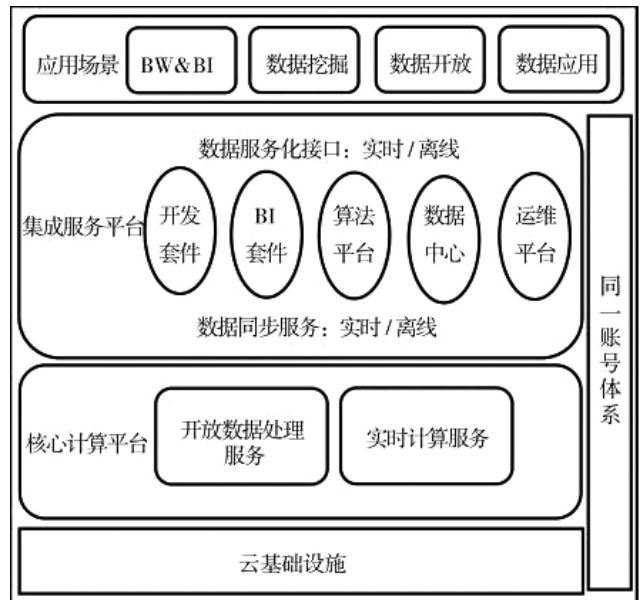 应用场景
BW&BI
数据挖掘
数据开放
数据应用
数据服务化接口：实时/离线
集成服务平台
开发
套件
BI
套件
算法
平台
数据
中心
运维
平台
数据同步服务：实时/离线
核心计算平台
开放数据处理
服务
实时计算服务
云基础设施
同一账号体系